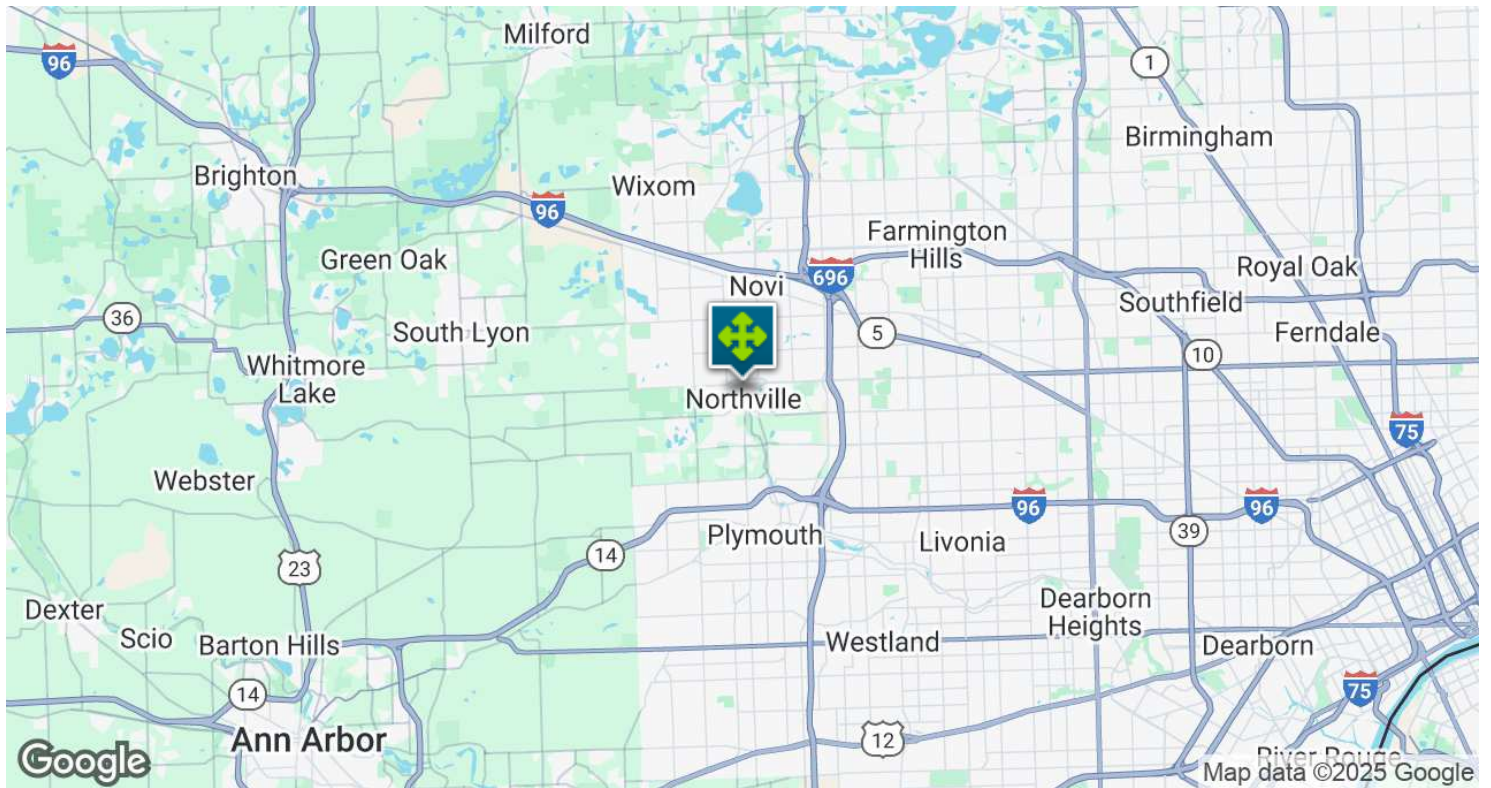 Milford
96
1
Birmingham
Brighton
Wixom
96
Farmington
Hills
Green Oak
Royal Oak
696
Novi
Southfield
36
South Lyon
5
Ferndale
10
Whitmore
Lake
Northville
75
Webster
96
96
Plymouth
Livonia
39
14
23
Dearborn
Heights
Dexter
Scio
Barton Hills
Westland
Dearborn
14
75
Ann Arbor
12
River Rouge
Google
Map data ©2025 Google